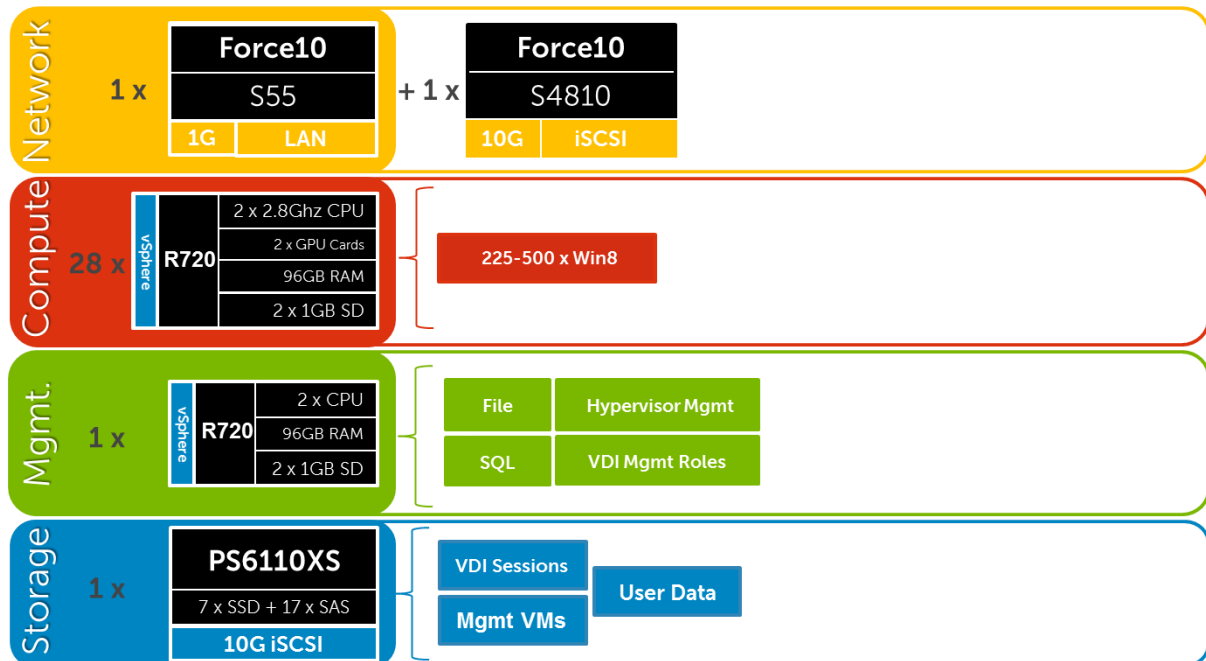 Network
1 x
Force10
S55
1G LAN
+ 1 x
Force10
S4810
10G iSCSI
Compute
28 x
vSphere
R720
2 x 2.8Ghz CPU
2 x GPU Cards
96GB RAM
2 x 1GB SD
225-500 x Win8
Mgmt.
1 x
vSphere
R720
2 x CPU
96GB RAM
2 x 1GB SD
File
Hypervisor Mgmt
SQL
VDI Mgmt Roles
Storage
1 x
PS6110XS
7 x SSD + 17 x SAS
10G iSCSI
VDI Sessions
Mgmt VMs
User Data